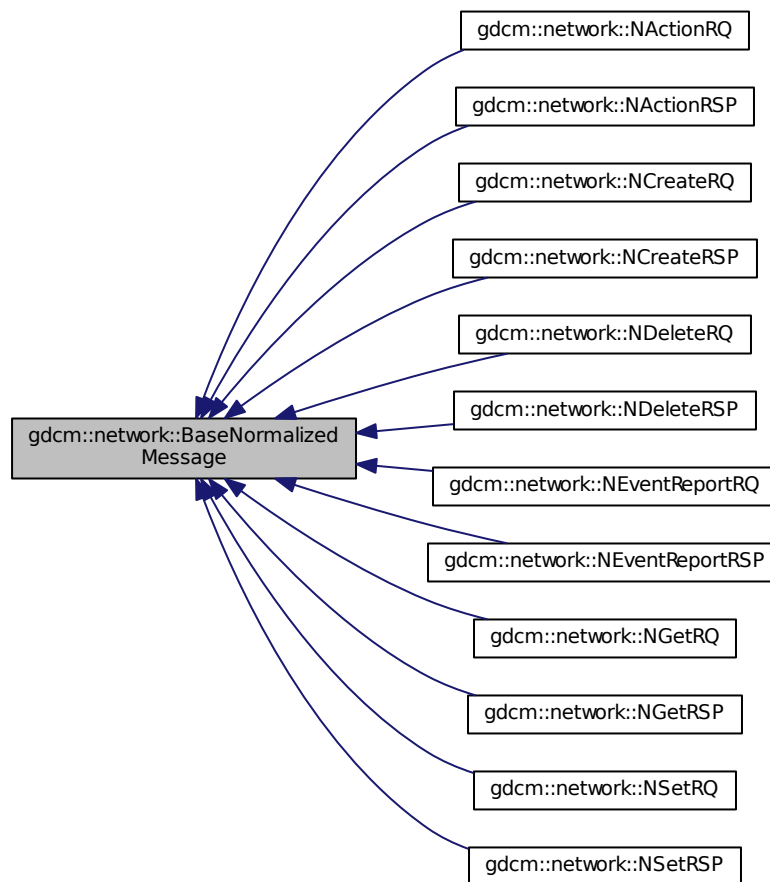 gdcm::network::NActionRQ
gdcm::network::NActionRSP
gdcm::network::NCreateRQ
gdcm::network::NCreateRSP
gdcm::network::NDeleteRQ
gdcm::network::NDeleteRSP
gdcm::network::BaseNormalized
Message
gdcm::network::NEventReportRQ
gdcm::network::NEventReportRSP
gdcm::network::NGetRQ
gdcm::network::NGetRSP
gdcm::network::NSetRQ
gdcm::network::NSetRSP